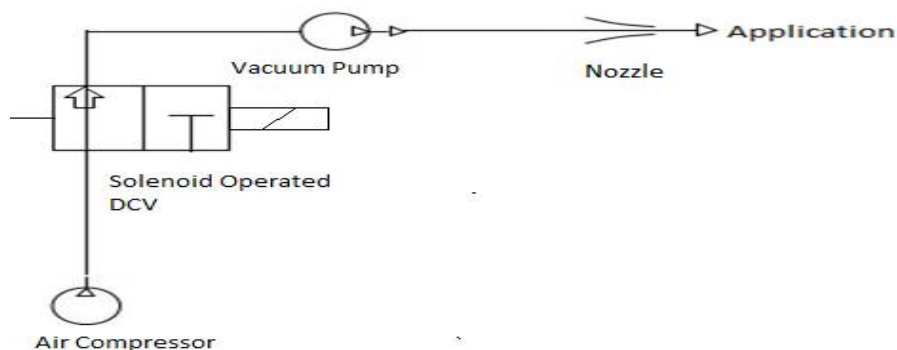 Application
Vacuum Pump
Nozzle
Solenoid Operated
DCV
Air Compressor